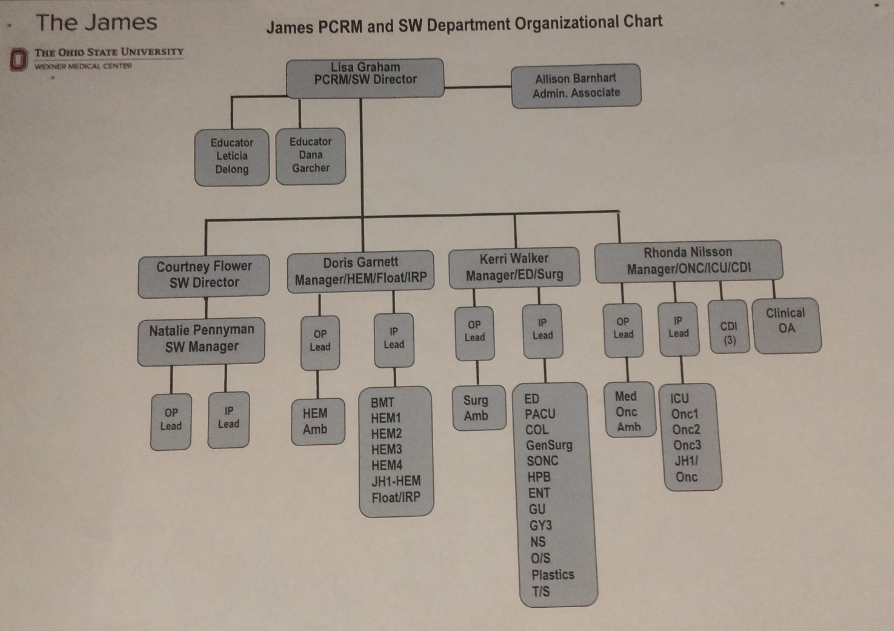 The James
James PCRM and SW Department Organizational Chart
THE OHIO STATE UNIVERSITY
WEXNER MEDICAL CENTER
Lisa Graham
PCRM/SW Director
Allison Barnhart
Admin. Associate
Educator
Leticia
Delong
Educator
Dana
Garcher
Courtney Flower
SW Director
Doris Garnett
Manager/HEM/Float/IRP
Kerri Walker
Manager/ED/Surg
Rhonda Nilsson
Manager/ONC/ICU/CDI
Natalie Pennyman
SW Manager
OP
Lead
IP
Lead
OP
Lead
IP
Lead
OP
Lead
IP
Lead
CDI
(3)
Clinical
OA
OP
Lead
IP
Lead
HEM
Amb
BMT
HEM1
HEM2
HEM3
HEM4
JH1-HEM
Float/IRP
Surg
Amb
ED
PACU
COL
GenSurg
SONC
HPB
ENT
GU
GY3
NS
O/S
Plastics
T/S
Med
Onc
Amh
ICU
Onc1
Onc2
Onc3
JH1/
Onc